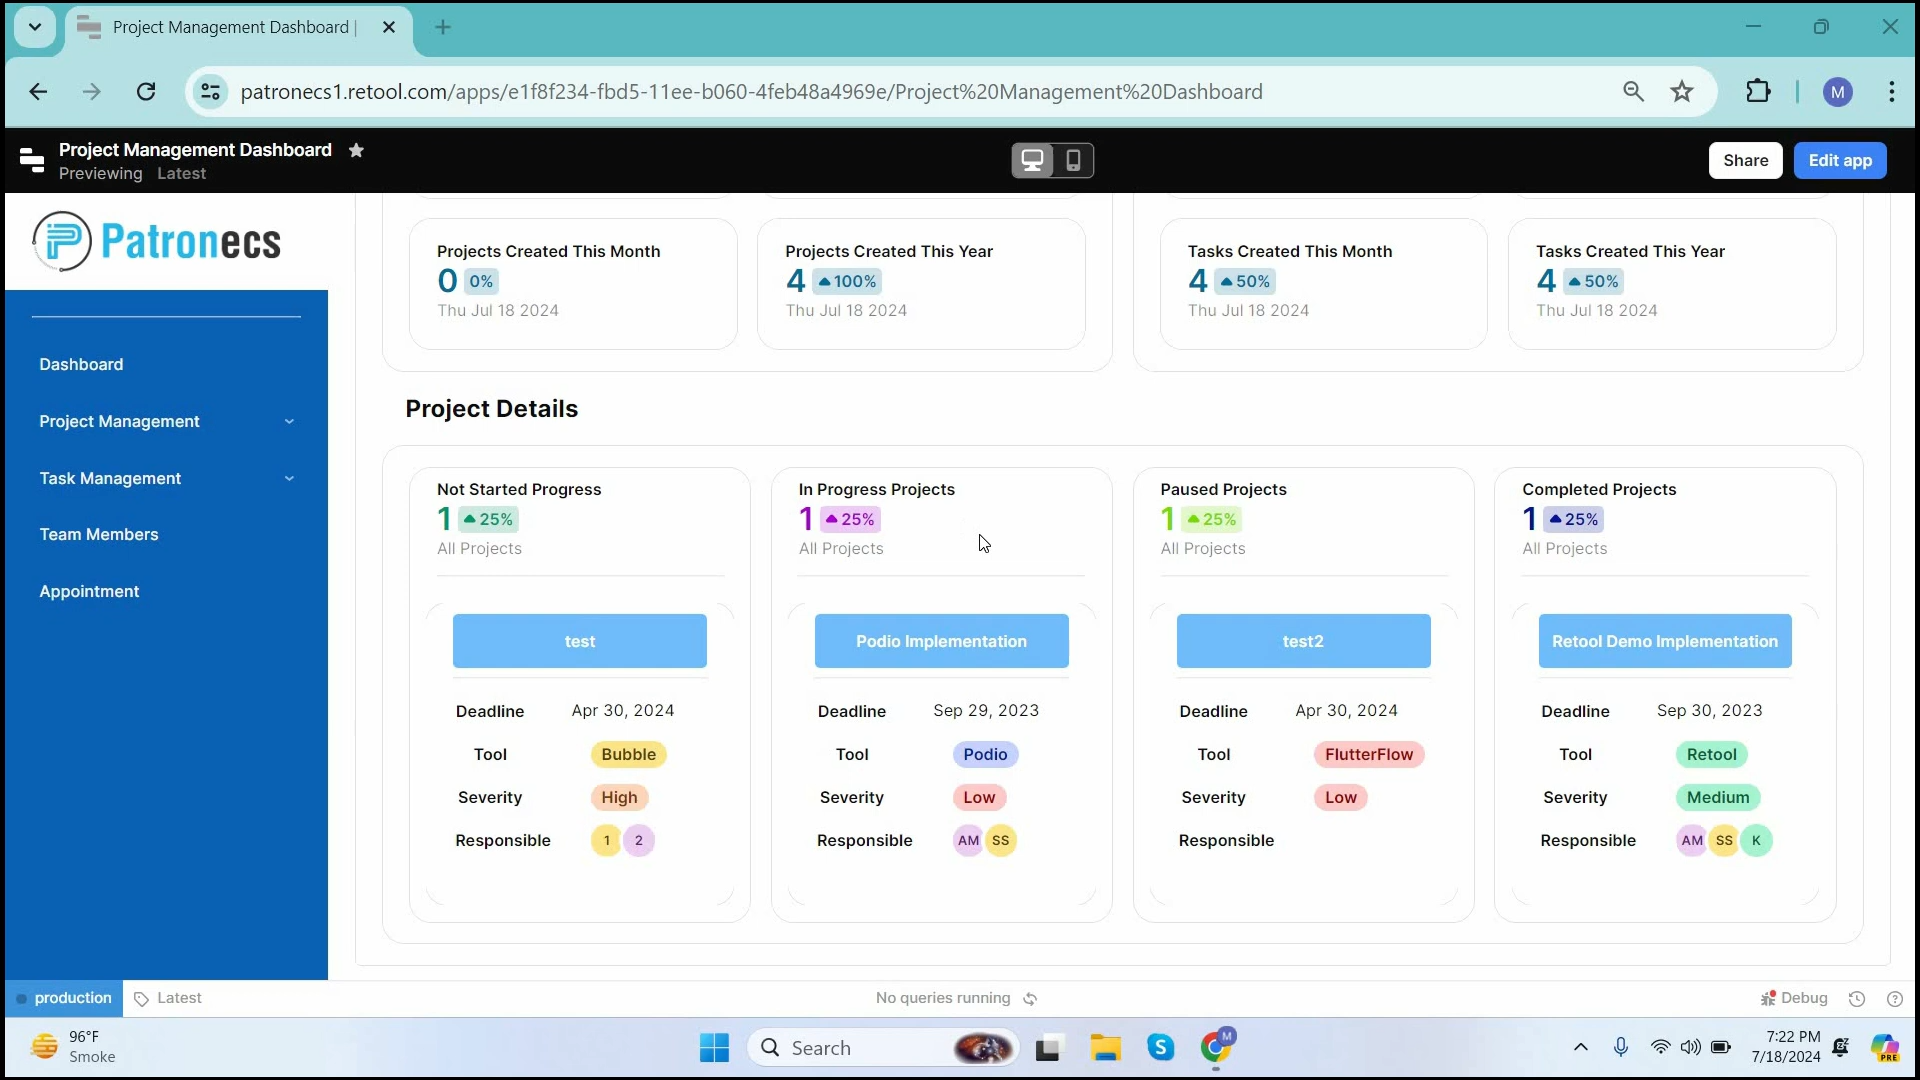 Project Management Dashboard |
patronecs1.retool.com/apps/e1f8f234-fbd5-11ee-b060-4feb48a4969e/Project%20Management%20Dashboard
M
Project Management Dashboard
Previewing Latest
Share
Edit app
Patronecs
Dashboard
Project Management
Task Management
Team Members
Appointment
Projects Created This Month
0 0%
Thu Jul 18 2024
Projects Created This Year
4 100%
Thu Jul 18 2024
Tasks Created This Month
4 50%
Thu Jul 18 2024
Tasks Created This Year
4 50%
Thu Jul 18 2024
Project Details
Not Started Progress
1 25%
All Projects
test
Deadline Apr 30, 2024
Tool Bubble
Severity High
Responsible 1 2
In Progress Projects
1 25%
All Projects
Podio Implementation
Deadline Sep 29, 2023
Tool Podio
Severity Low
Responsible AM SS
Paused Projects
1 25%
All Projects
test2
Deadline Apr 30, 2024
Tool FlutterFlow
Severity Low
Responsible
Completed Projects
1 25%
All Projects
Retool Demo Implementation
Deadline Sep 30, 2023
Tool Retool
Severity Medium
Responsible AM SS K
production Latest
No queries running
Debug
96°F
Smoke
Search
S
M
7:22 PM
7/18/2024
PRE